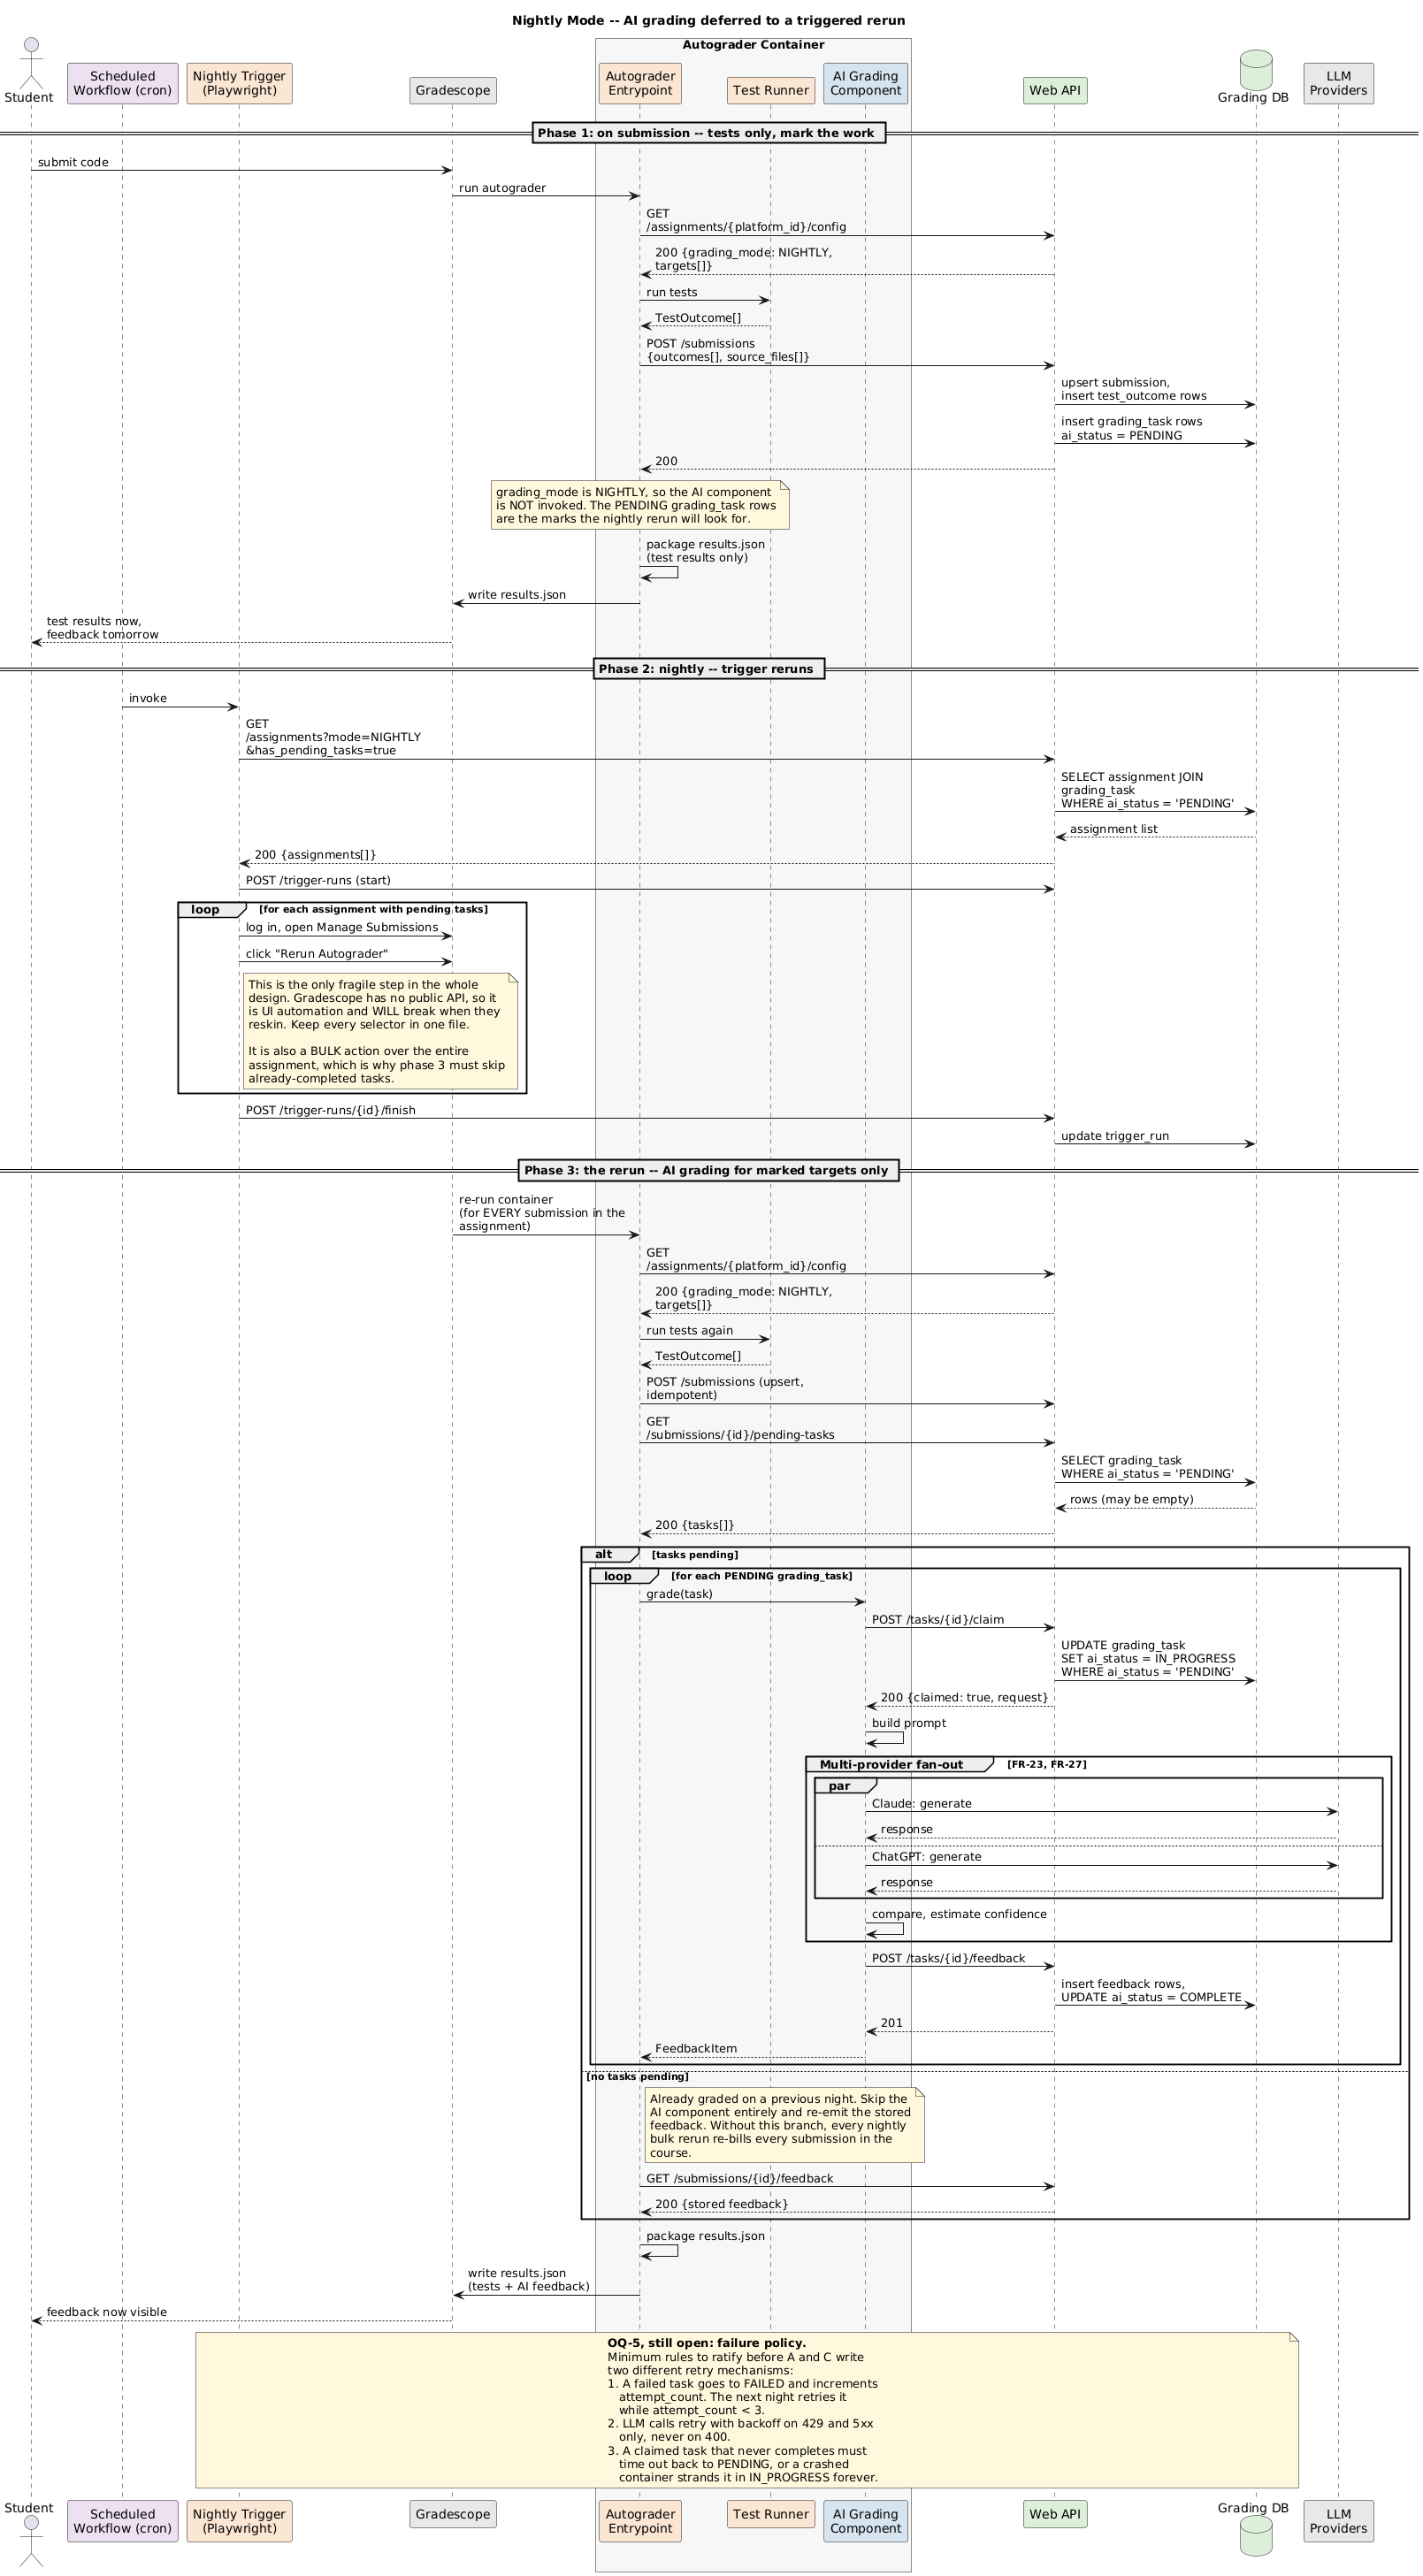 Nightly Mode -- AI grading deferred to a triggered rerun
Autograder Container
Student
Scheduled
Workflow (cron)
Nightly Trigger
(Playwright)
Gradescope
Autograder
Entrypoint
Test Runner
AI Grading
Component
Web API
Grading DB
LLM
Providers
Phase 1: on submission -- tests only, mark the work
submit code
run autograder
GET
/assignments/{platform_id}/config
200 {grading_mode: NIGHTLY,
targets[]}
run tests
TestOutcome[]
POST /submissions
{outcomes[], source_files[]}
upsert submission,
insert test_outcome rows
insert grading_task rows
ai_status = PENDING
200
grading_mode is NIGHTLY, so the AI component
is NOT invoked. The PENDING grading_task rows
are the marks the nightly rerun will look for.
package results.json
(test results only)
write results.json
test results now,
feedback tomorrow
Phase 2: nightly -- trigger reruns
invoke
GET
/assignments?mode=NIGHTLY
&has_pending_tasks=true
SELECT assignment JOIN
grading_task
WHERE ai_status = 'PENDING'
assignment list
200 {assignments[]}
POST /trigger-runs (start)
loop [for each assignment with pending tasks]
log in, open Manage Submissions
click "Rerun Autograder"
This is the only fragile step in the whole
design. Gradescope has no public API, so it
is UI automation and WILL break when they
reskin. Keep every selector in one file.
It is also a BULK action over the entire
assignment, which is why phase 3 must skip
already-completed tasks.
POST /trigger-runs/{id}/finish
update trigger_run
Phase 3: the rerun -- AI grading for marked targets only
re-run container
(for EVERY submission in the
assignment)
GET
/assignments/{platform_id}/config
200 {grading_mode: NIGHTLY,
targets[]}
run tests again
TestOutcome[]
POST /submissions (upsert,
idempotent)
GET
/submissions/{id}/pending-tasks
SELECT grading_task
WHERE ai_status = 'PENDING'
rows (may be empty)
200 {tasks[]}
alt [tasks pending]
loop [for each PENDING grading_task]
grade(task)
POST /tasks/{id}/claim
UPDATE grading_task
SET ai_status = IN_PROGRESS
WHERE ai_status = 'PENDING'
200 {claimed: true, request}
build prompt
Multi-provider fan-out [FR-23, FR-27]
par
Claude: generate
response
ChatGPT: generate
response
compare, estimate confidence
POST /tasks/{id}/feedback
insert feedback rows,
UPDATE ai_status = COMPLETE
201
FeedbackItem
[no tasks pending]
Already graded on a previous night. Skip the
AI component entirely and re-emit the stored
feedback. Without this branch, every nightly
bulk rerun re-bills every submission in the
course.
GET /submissions/{id}/feedback
200 {stored feedback}
package results.json
write results.json
(tests + AI feedback)
feedback now visible
OQ-5, still open: failure policy.
Minimum rules to ratify before A and C write
two different retry mechanisms:
1. A failed task goes to FAILED and increments
attempt_count. The next night retries it
while attempt_count < 3.
2. LLM calls retry with backoff on 429 and 5xx
only, never on 400.
3. A claimed task that never completes must
time out back to PENDING, or a crashed
container strands it in IN_PROGRESS forever.
Student
Scheduled
Workflow (cron)
Nightly Trigger
(Playwright)
Gradescope
Autograder
Entrypoint
Test Runner
AI Grading
Component
Web API
Grading DB
LLM
Providers